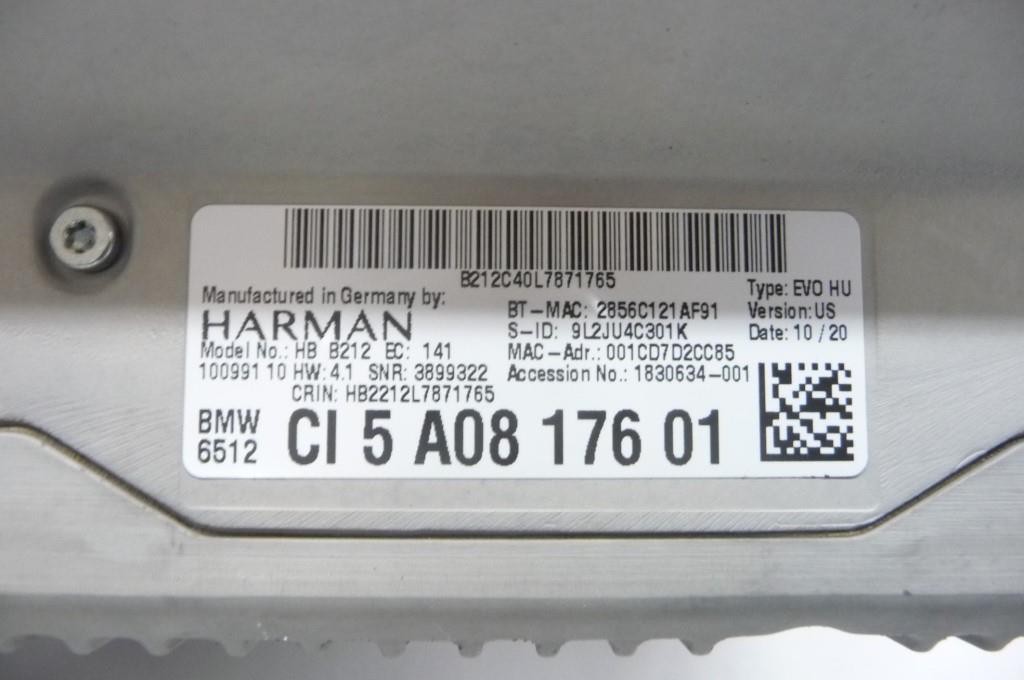 B212C40L7871765
Manufactured in Germany by:
HARMAN
Model No.: HB B212 EC: 141
100991 10 HW: 4.1 SNR: 3899322
CRIN: HB2212L7871765
BT-MAC: 2856C121AF91
S-ID: 9L2JU4C301K
MAC-Adr.: 001CD7D2CC85
Accession No.: 1830634-001
Type: EVO HU
Version: US
Date: 10/20
BMW
6512
CI 5 A08 176 01